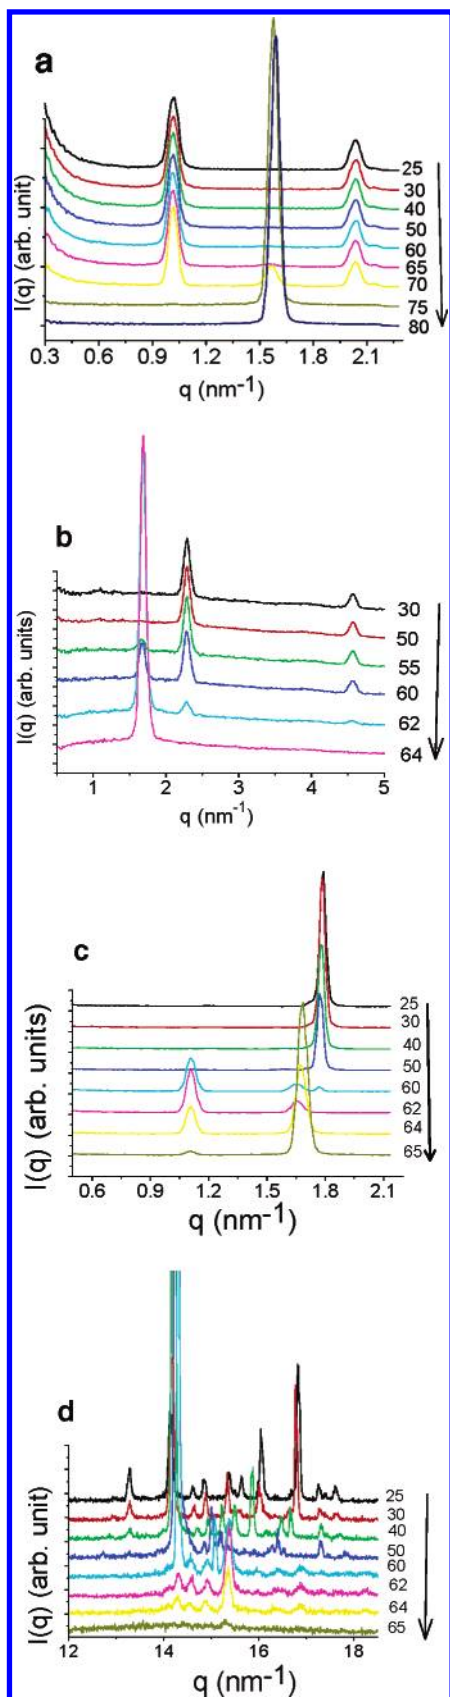 a
I(q) (arb. unit)
25
30
40
50
60
65
70
75
80
0.3 0.9 1.2 1.5 1.8 2.1
q (nm-1)
b
I(q) (arb. units)
30
50
55
60
62
64
1 2 3 4 5
q (nm-1)
c
I(q) (arb. units)
25
30
40
50
60
62
64
65
0.6 0.9 1.2 1.5 1.8 2.1
q (nm-1)
d
I(q) (arb. unit)
25
30
40
50
60
62
64
65
12 14 16 18
q (nm-1)